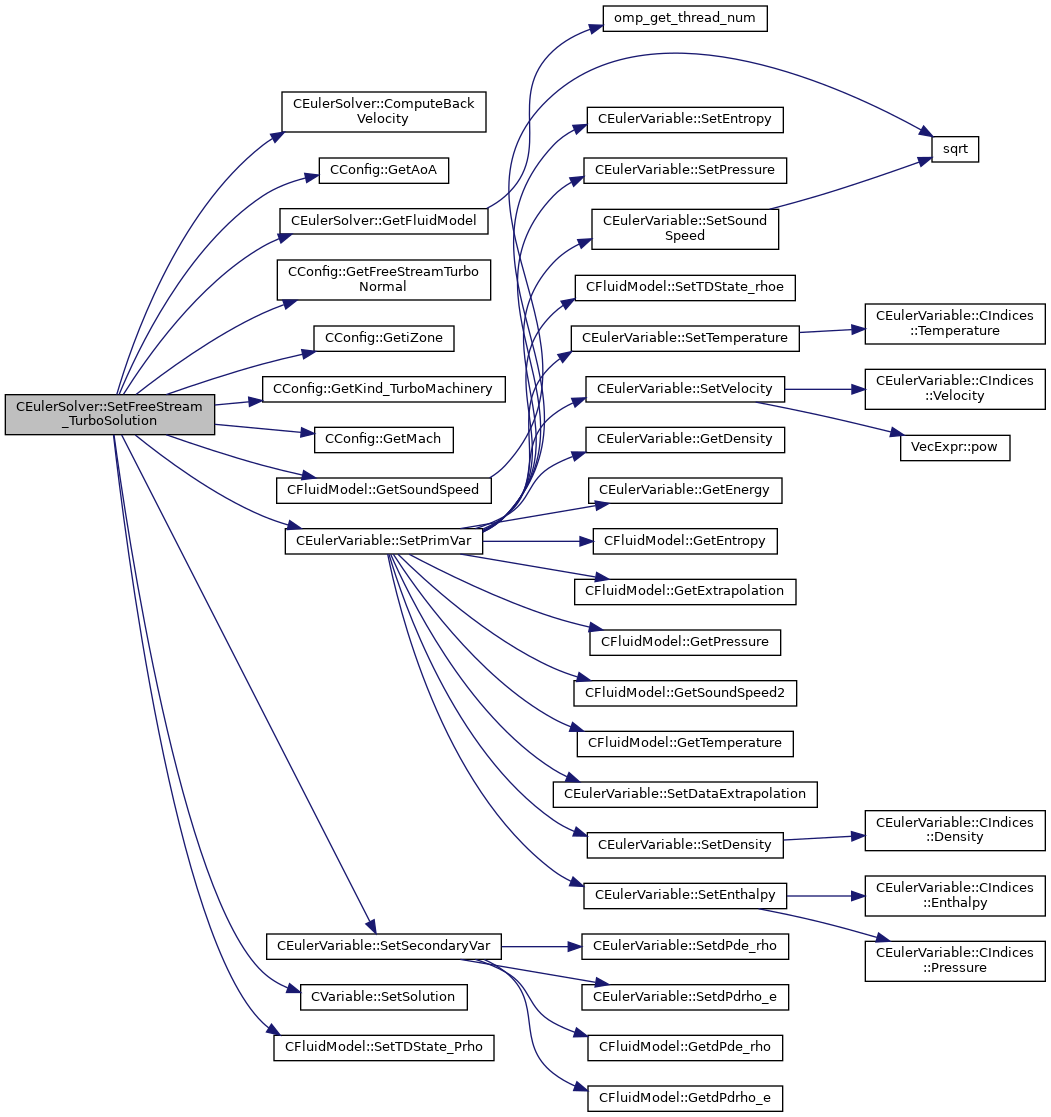 CEulerSolver::SetFreeStream
_TurboSolution
CEulerSolver::ComputeBack
Velocity
CConfig::GetAoA
CEulerSolver::GetFluidModel
CConfig::GetFreeStreamTurbo
Normal
CConfig::GetiZone
CConfig::GetKind_TurboMachinery
CConfig::GetMach
CFluidModel::GetSoundSpeed
CEulerVariable::SetPrimVar
CEulerVariable::SetSecondaryVar
CVariable::SetSolution
CFluidModel::SetTDState_Prho
omp_get_thread_num
CEulerVariable::SetEntropy
CEulerVariable::SetPressure
CEulerVariable::SetSound
Speed
CFluidModel::SetTDState_rhoe
CEulerVariable::SetTemperature
CEulerVariable::SetVelocity
CEulerVariable::GetDensity
CEulerVariable::GetEnergy
CFluidModel::GetEntropy
CFluidModel::GetExtrapolation
CFluidModel::GetPressure
CFluidModel::GetSoundSpeed2
CFluidModel::GetTemperature
CEulerVariable::SetDataExtrapolation
CEulerVariable::SetDensity
CEulerVariable::SetEnthalpy
CEulerVariable::SetdPde_rho
CEulerVariable::SetdPdrho_e
CFluidModel::GetdPde_rho
CFluidModel::GetdPdrho_e
sqrt
CEulerVariable::CIndices
::Temperature
CEulerVariable::CIndices
::Velocity
VecExpr::pow
CEulerVariable::CIndices
::Density
CEulerVariable::CIndices
::Enthalpy
CEulerVariable::CIndices
::Pressure